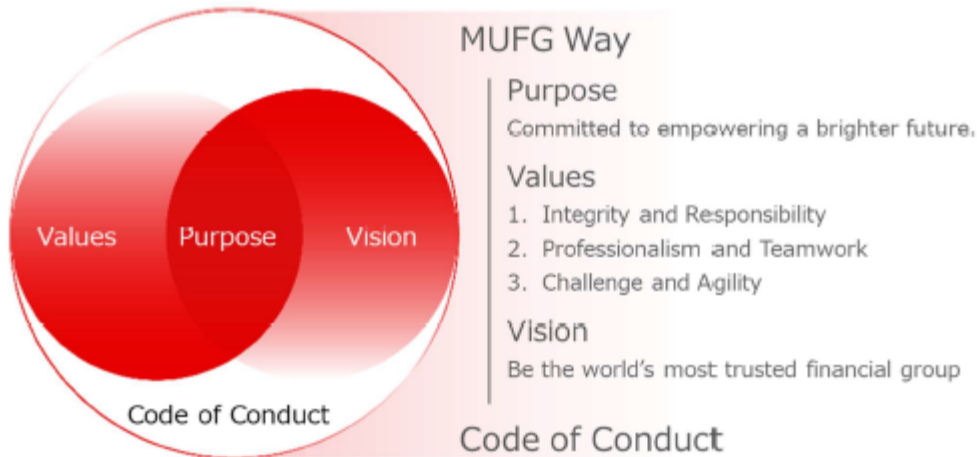 MUFG Way
Purpose
Committed to empowering a brighter future.
Values
1. Integrity and Responsibility
2. Professionalism and Teamwork
3. Challenge and Agility
Vision
Be the world's most trusted financial group
Code of Conduct
Values
Purpose
Vision
Code of Conduct